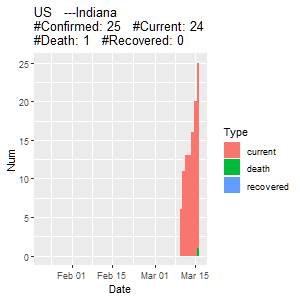 US   ---Indiana
#Confirmed: 25   #Current: 24
#Death: 1   #Recovered: 0
25
20
15
10
5
0
Num
Feb 01
Feb 15
Mar 01
Mar 15
Date
Type
current
death
recovered